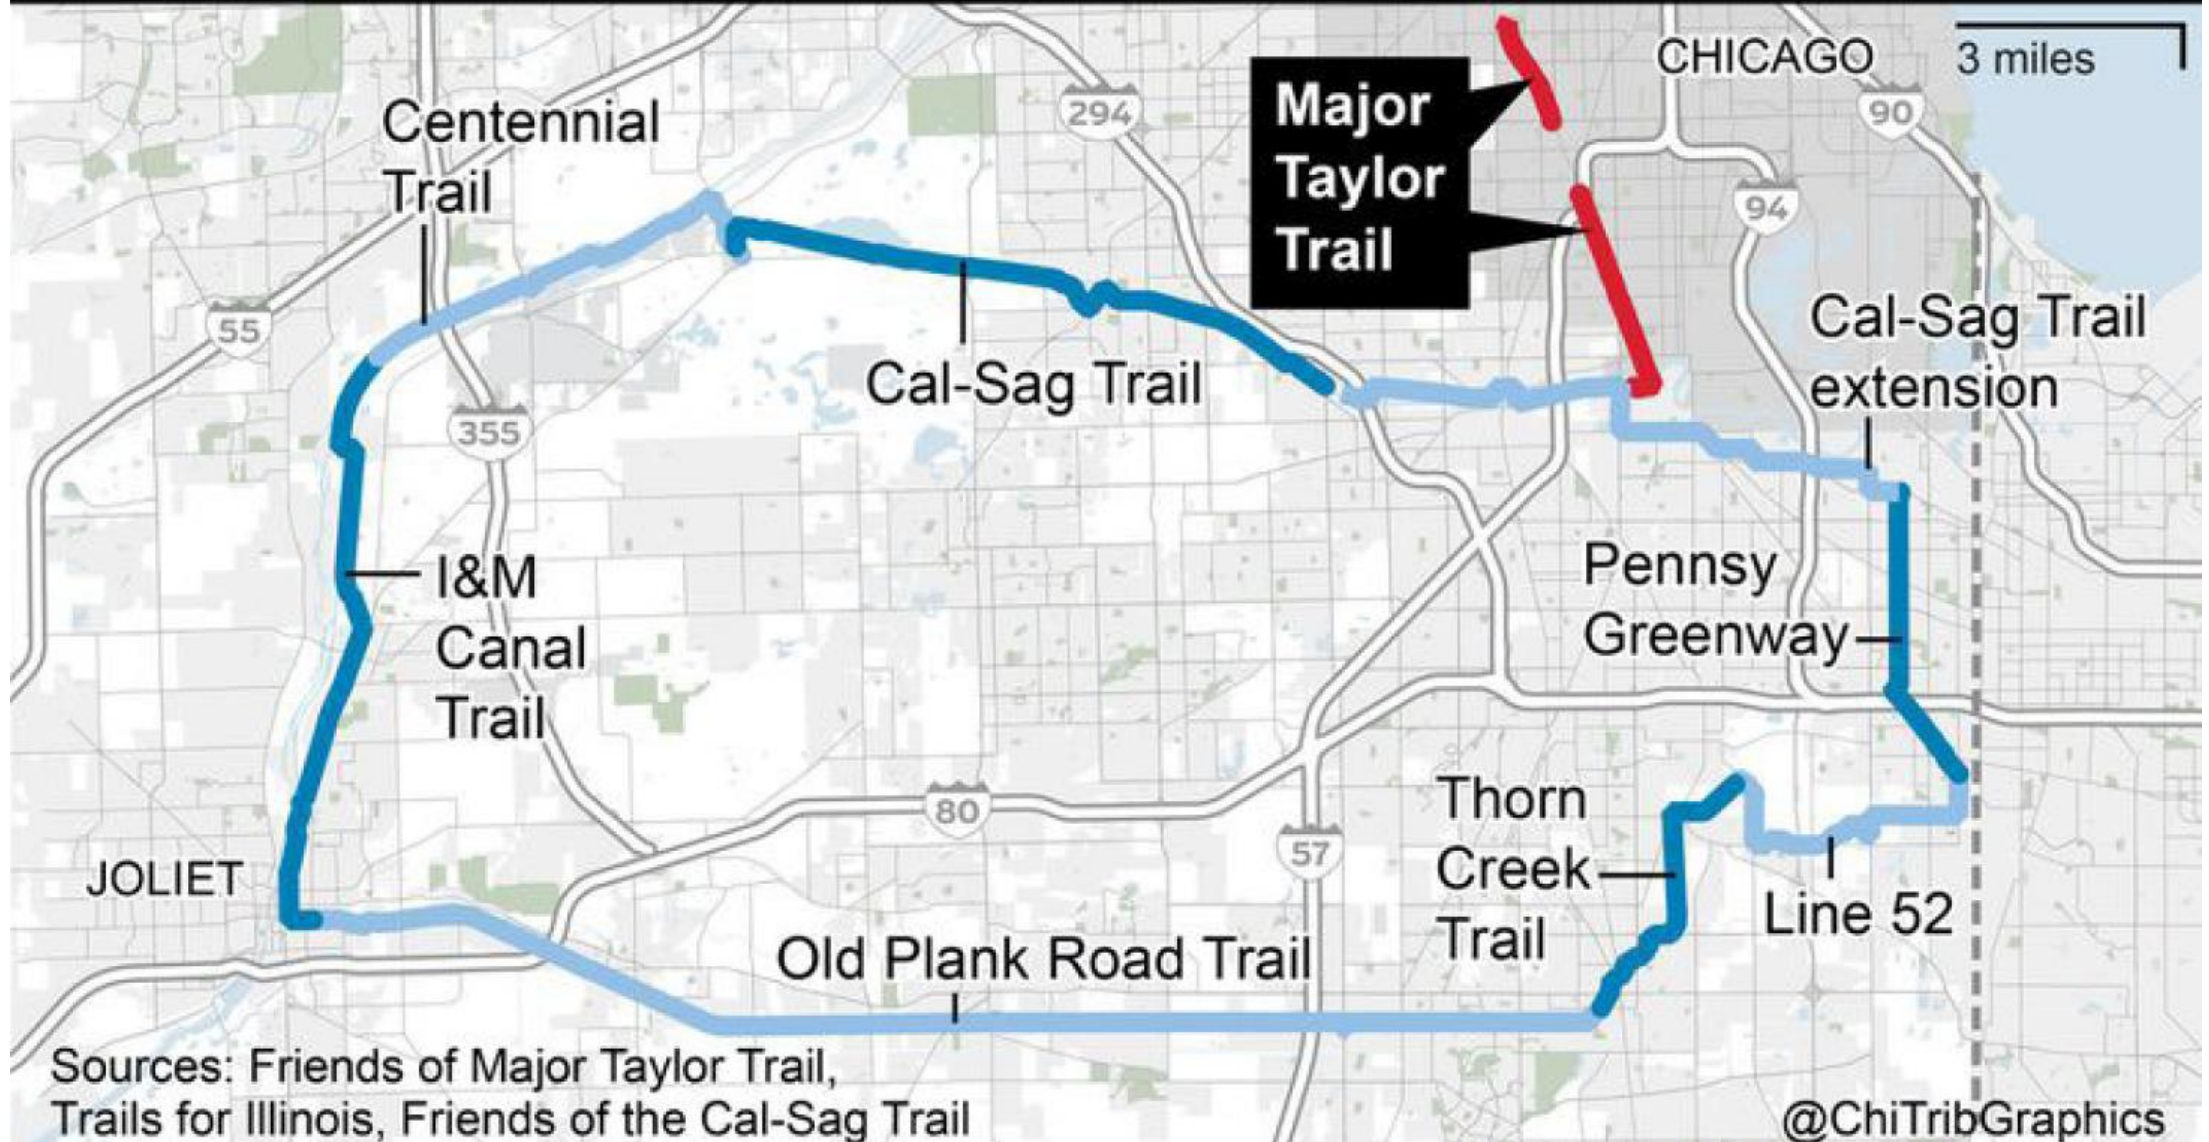 CHICAGO
3 miles
294
90
Major
Taylor
Trail
Centennial
Trail
94
55
Cal-Sag Trail
extension
Cal-Sag Trail
355
I&M
Canal
Trail
Pennsy
Greenway
80
57
Thorn
Creek
Trail
JOLIET
Line 52
Old Plank Road Trail
Sources: Friends of Major Taylor Trail,
Trails for Illinois, Friends of the Cal-Sag Trail
@ChiTribGraphics